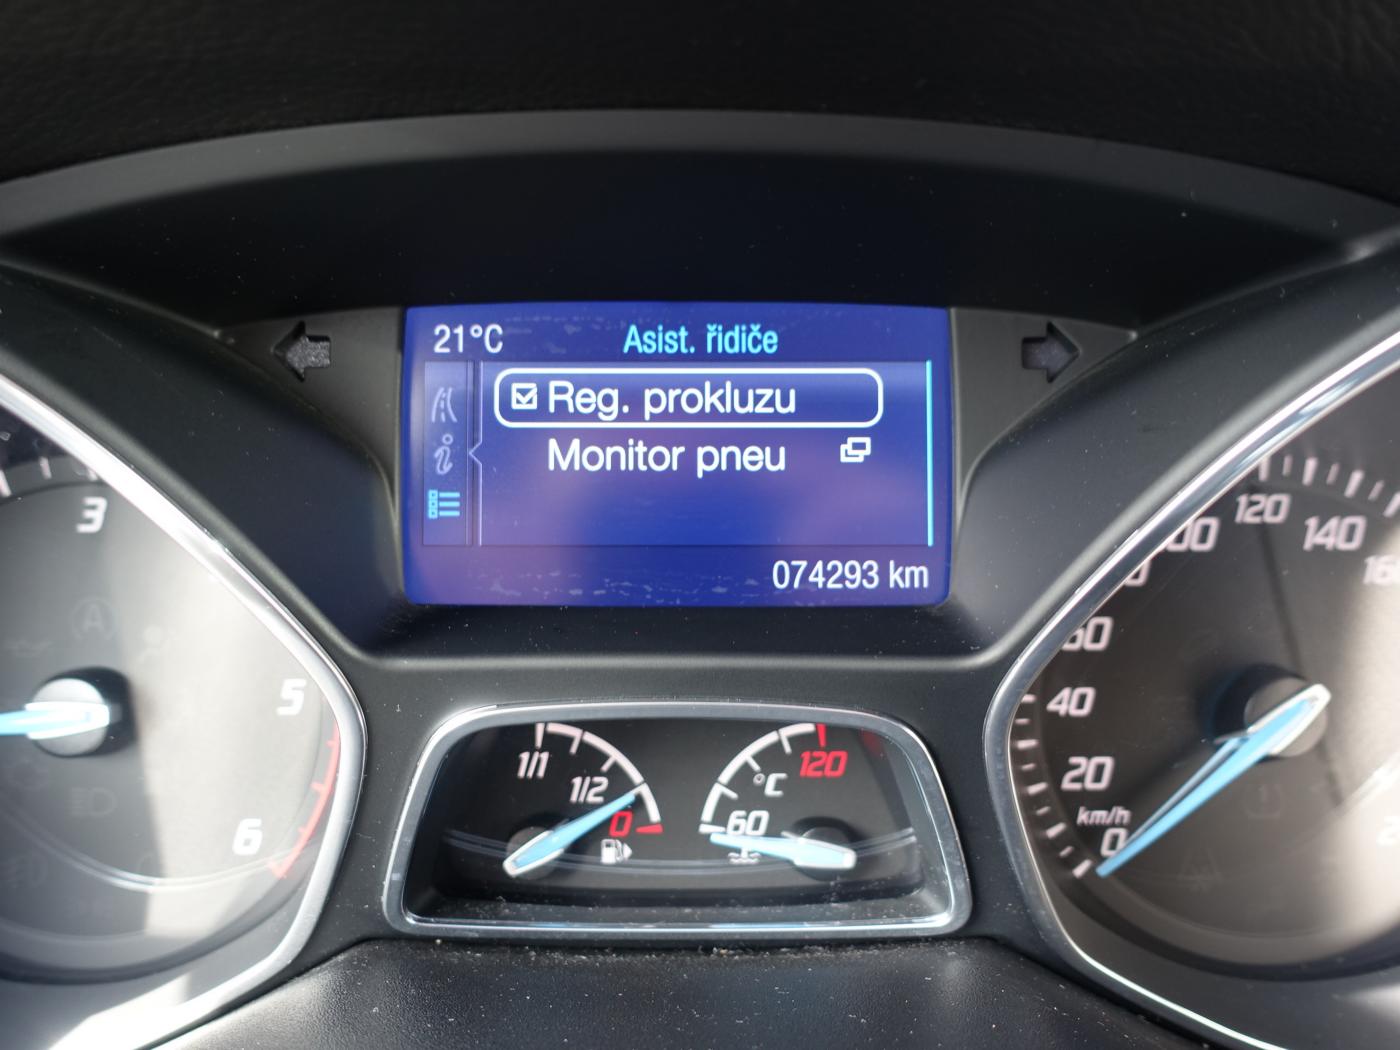 21°C Asist. řidiče
Reg. prokluzu
Monitor pneu
074293 km
3
5
6
1/1
1/2
0
°C
120
60
0
km/h
20
40
60
120
140